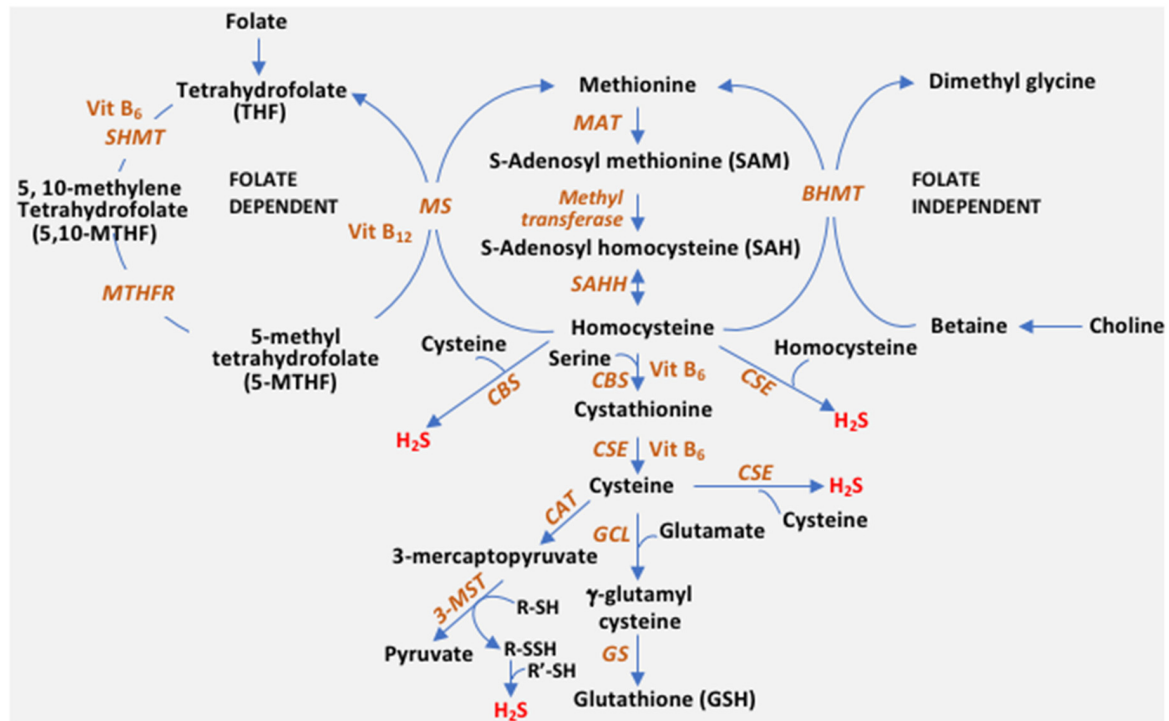 Folate
Tetrahydrofolate
(THF)
Methionine
Dimethyl glycine
Vit B6
SHMT
MAT
S-Adenosyl methionine (SAM)
5, 10-methylene
Tetrahydrofolate
(5,10-MTHF)
FOLATE
DEPENDENT
MS
Vit B12
Methyl
transferase
BHMT
FOLATE
INDEPENDENT
S-Adenosyl homocysteine (SAH)
SAHH
MTHFR
5-methyl
tetrahydrofolate
(5-MTHF)
Homocysteine
Betaine
Choline
Cysteine
CBS
H2S
Serine
CBS
Vit B6
Homocysteine
CSE
H2S
Cystathionine
CSE
Vit B6
Cysteine
CSE
H2S
Cysteine
CAT
GCL
Glutamate
3-mercaptopyruvate
3-MST
R-SH
γ-glutamyl
cysteine
Pyruvate
R-SSH
R’-SH
H2S
GS
Glutathione (GSH)